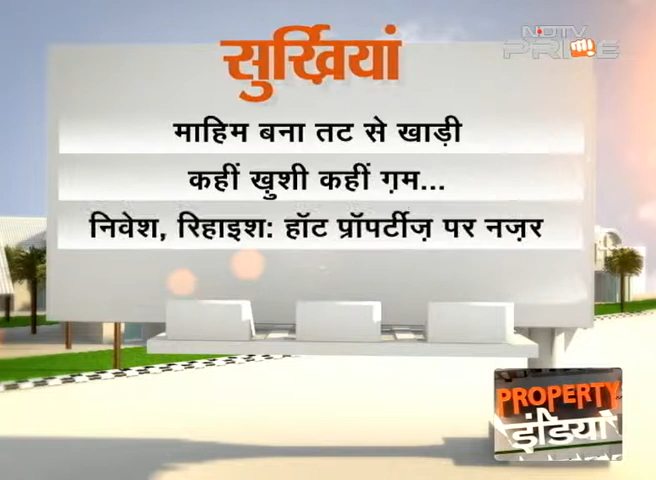 NDTV
PRIME
सुर्ख़ियां
माहिम बना तट से खाड़ी
कहीं ख़ुशी कहीं ग़म...
निवेश, रिहाइश: हॉट प्रॉपर्टीज़ पर नज़र
PROPERTY
इंडिया